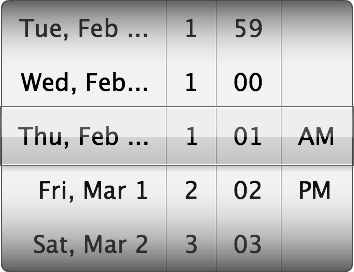 Tue, Feb ... 1 59
Wed, Feb... 1 00
Thu, Feb ... 1 01 AM
Fri, Mar 1 2 02 PM
Sat, Mar 2 3 03